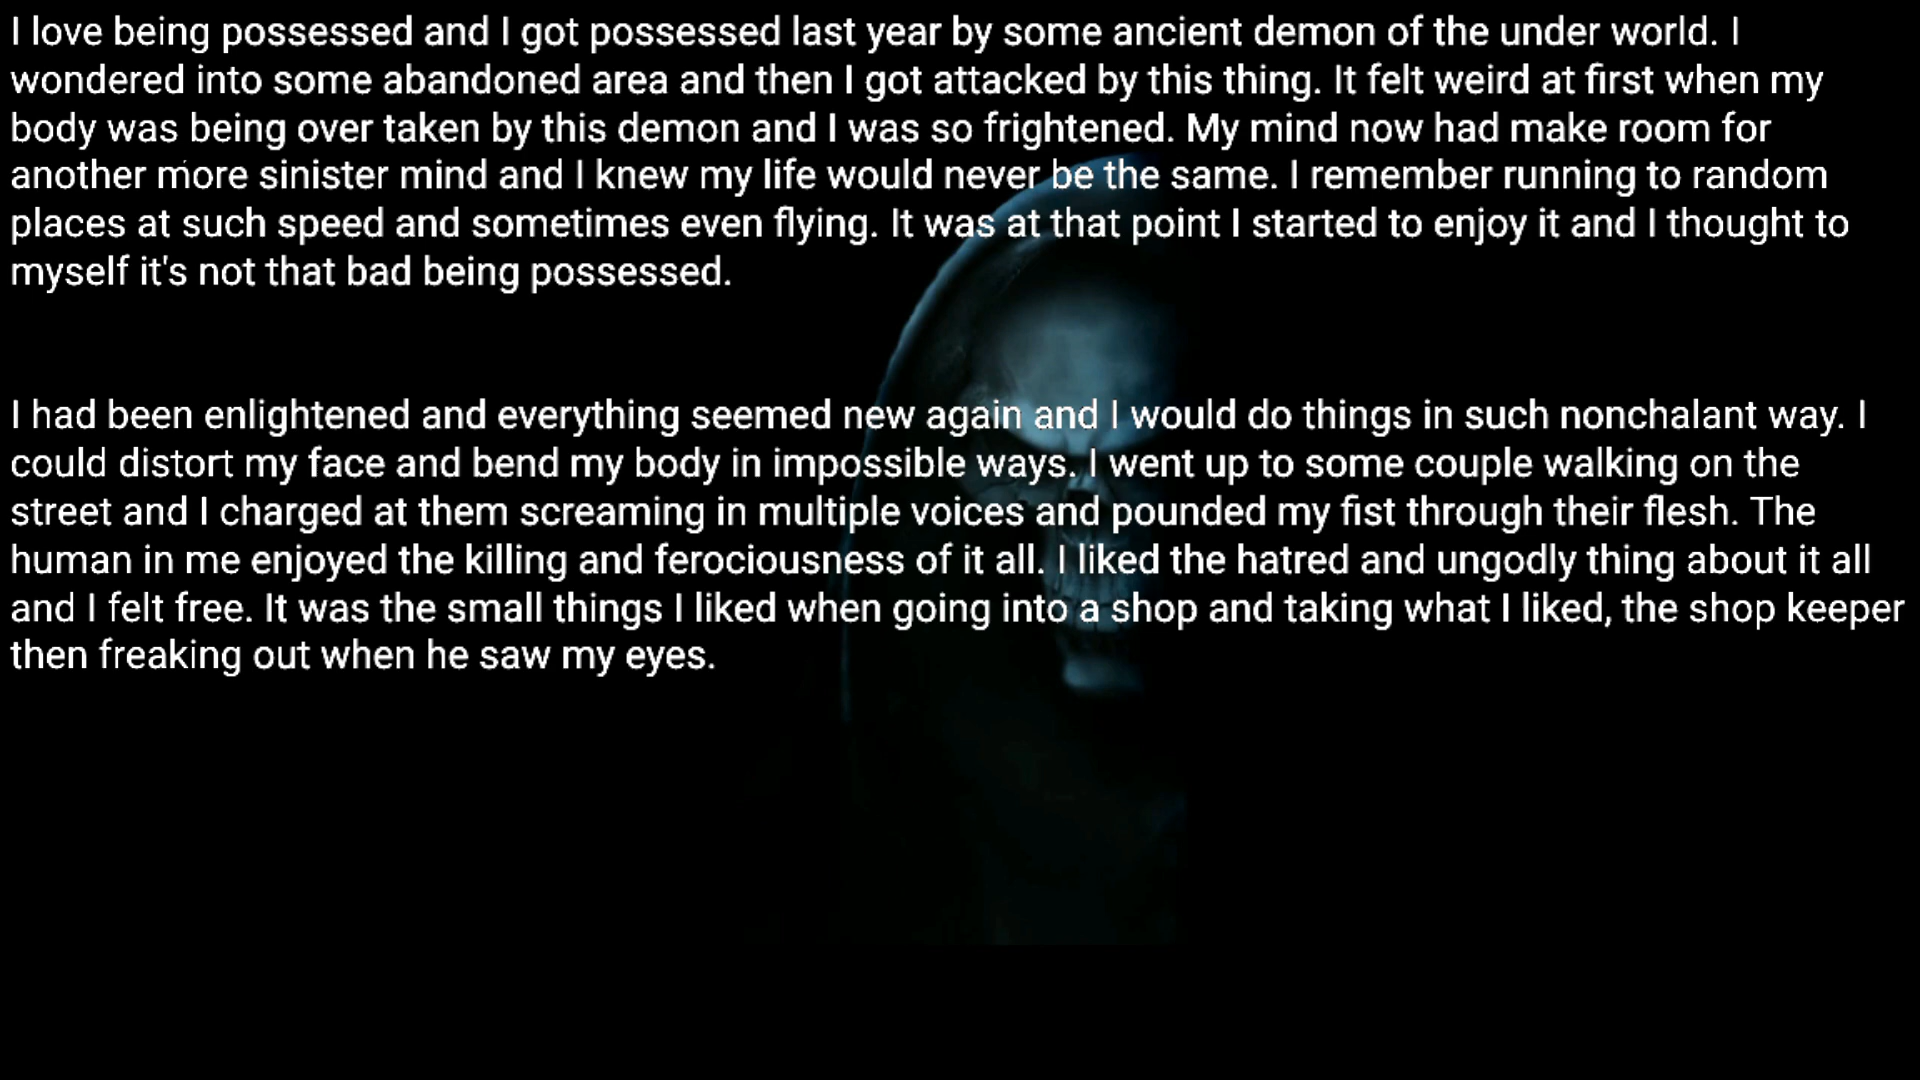 I love being possessed and I got possessed last year by some ancient demon of the under world. I
wondered into some abandoned area and then I got attacked by this thing. It felt weird at first when my
body was being over taken by this demon and I was so frightened. My mind now had make room for
another more sinister mind and I knew my life would never be the same. I remember running to random
places at such speed and sometimes even flying. It was at that point I started to enjoy it and I thought to
myself it's not that bad being possessed.
I had been enlightened and everything seemed new again and I would do things in such nonchalant way. I
could distort my face and bend my body in impossible ways. I went up to some couple walking on the
street and I charged at them screaming in multiple voices and pounded my fist through their flesh. The
human in me enjoyed the killing and ferociousness of it all. I liked the hatred and ungodly thing about it all
and I felt free. It was the small things I liked when going into a shop and taking what I liked, the shop keeper
then freaking out when he saw my eyes.